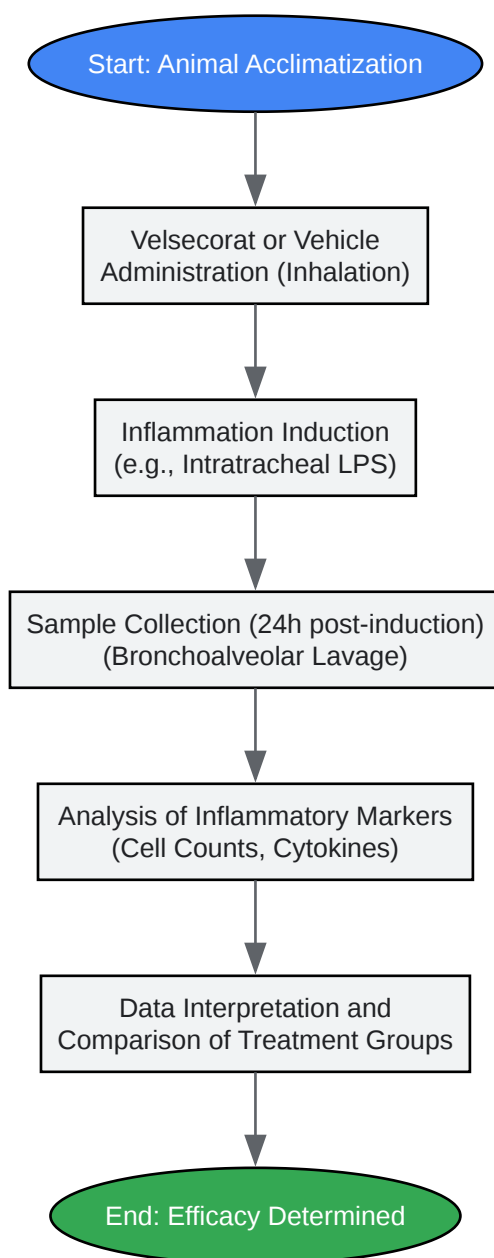 Start: Animal Acclimatization
Velsecorat or Vehicle
Administration (Inhalation)
Inflammation Induction
(e.g., Intratracheal LPS)
Sample Collection (24h post-induction)
(Bronchoalveolar Lavage)
Analysis of Inflammatory Markers
(Cell Counts, Cytokines)
Data Interpretation and
Comparison of Treatment Groups
End: Efficacy Determined